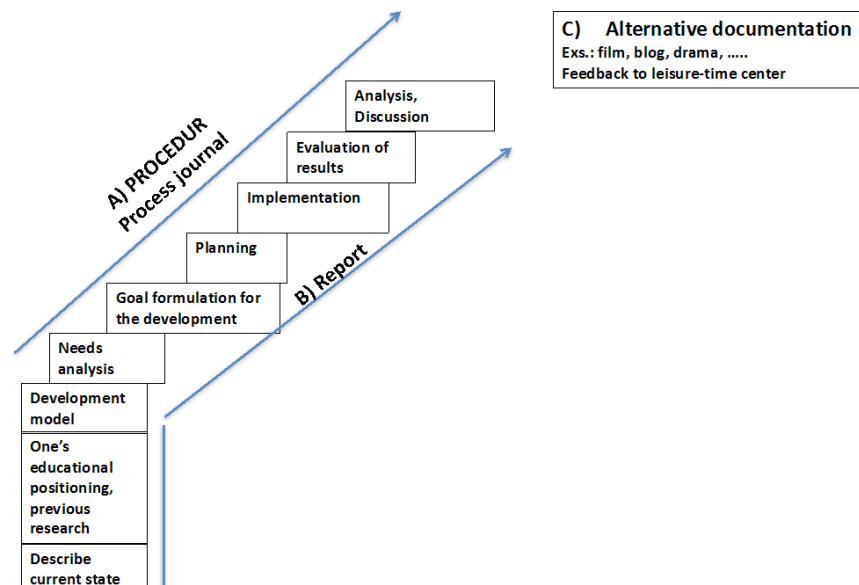 C) Alternative documentation
Exs.: film, blog, drama, .....
Feedback to leisure-time center
A) PROCEDUR
Process journal
Analysis,
Discussion
Evaluation of
results
Implementation
Planning
B) Report
Goal formulation for
the development
Needs
analysis
Development
model
One's
educational
positioning,
previous
research
Describe
current state